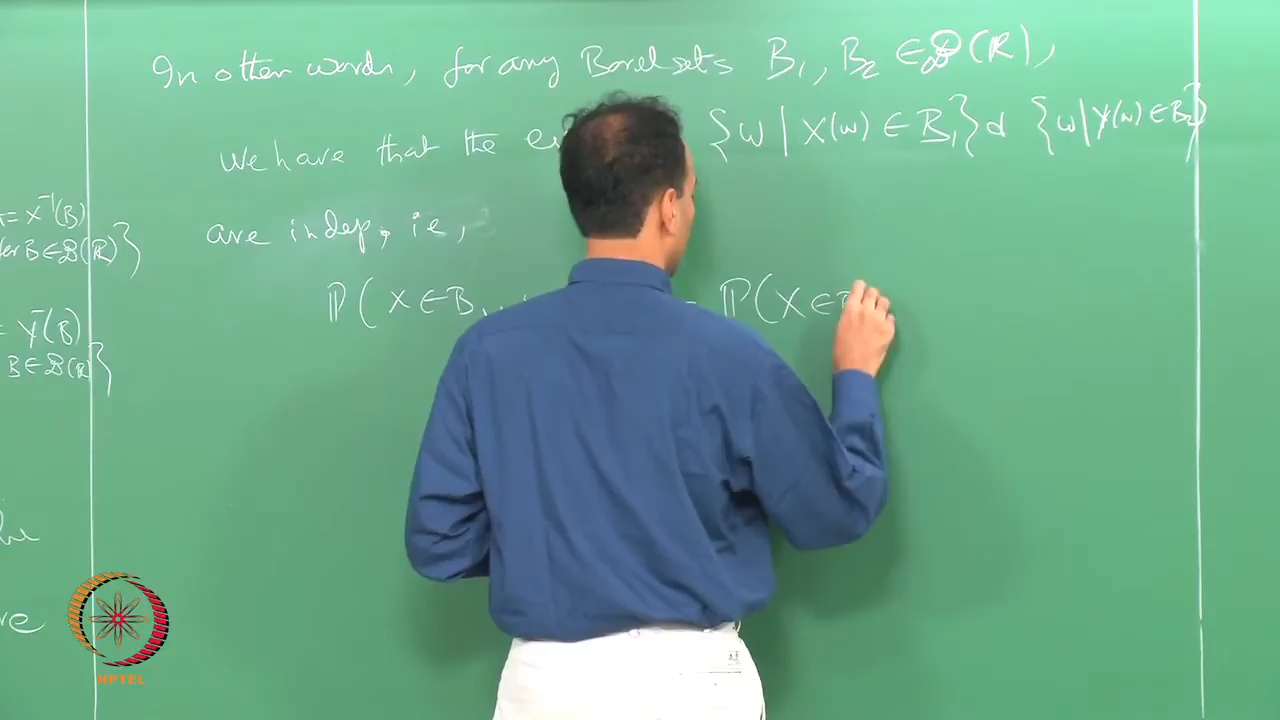 In other words, for any Borel sets B₁, B₂ ∈ 𝓑(ℝ),
We have that the {ω | X(ω) ∈ B₁} & {ω | Y(ω) ∈ B₂}
are indep, ie,
ℙ( X ∈ B₁, = ℙ(X ∈ B
= X⁻¹(B)
B ∈ 𝓑(ℝ)}
= Y⁻¹(B)
B ∈ 𝓑(ℝ)}
NPTEL